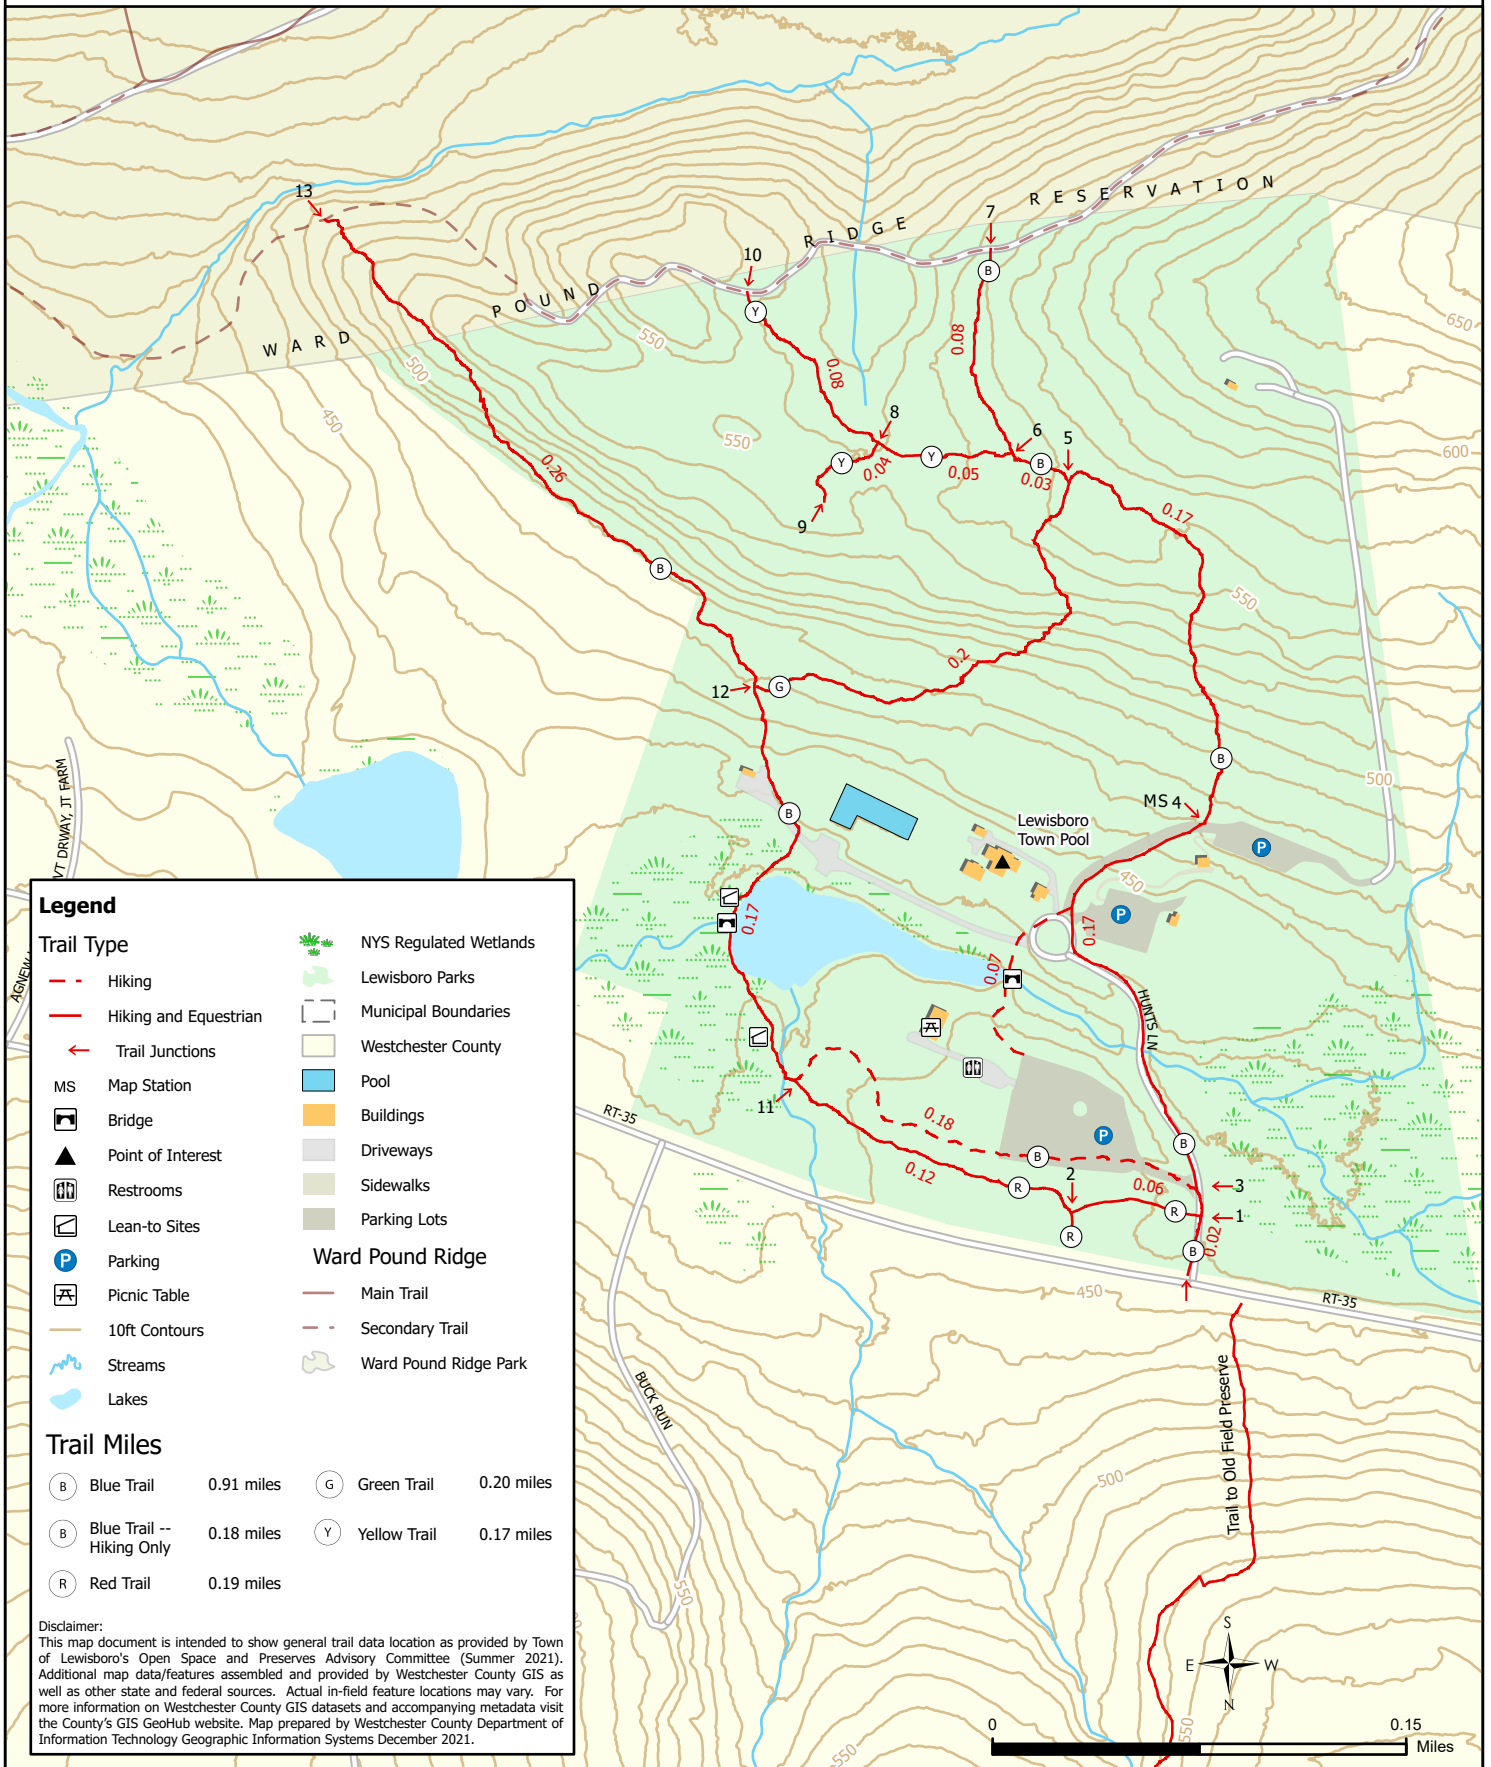 13
WARD
POUND
RIDGE
RESERVATION
10
7
B
Y
0.08
0.08
550
500
450
650
600
8
6
5
550
Y
Y
B
0.04
0.05
0.03
9
0.17
0.26
B
550
0.2
12
G
B
500
MS 4
Lewisboro
Town Pool
P
B
450
P
0.17
0.17
0.07
HUNTS LN
AGNEW
VT DRWAY, JT FARM
RT-35
11
0.18
P
B
B
0.12
2
0.06
3
R
R
1
R
B
0.02
450
RT-35
BUCK RUN
Trail to Old Field Preserve
500
550
550
550
Legend
Trail Type
Hiking
Hiking and Equestrian
Trail Junctions
MS Map Station
Bridge
Point of Interest
Restrooms
Lean-to Sites
P Parking
Picnic Table
10ft Contours
Streams
Lakes
NYS Regulated Wetlands
Lewisboro Parks
Municipal Boundaries
Westchester County
Pool
Buildings
Driveways
Sidewalks
Parking Lots
Ward Pound Ridge
Main Trail
Secondary Trail
Ward Pound Ridge Park
Trail Miles
B Blue Trail 0.91 miles
B Blue Trail --
Hiking Only 0.18 miles
R Red Trail 0.19 miles
G Green Trail 0.20 miles
Y Yellow Trail 0.17 miles
Disclaimer:
This map document is intended to show general trail data location as provided by Town
of Lewisboro's Open Space and Preserves Advisory Committee (Summer 2021).
Additional map data/features assembled and provided by Westchester County GIS as
well as other state and federal sources. Actual in-field feature locations may vary. For
more information on Westchester County GIS datasets and accompanying metadata visit
the County's GIS GeoHub website. Map prepared by Westchester County Department of
Information Technology Geographic Information Systems December 2021.
S
E W
N
0 0.15
Miles